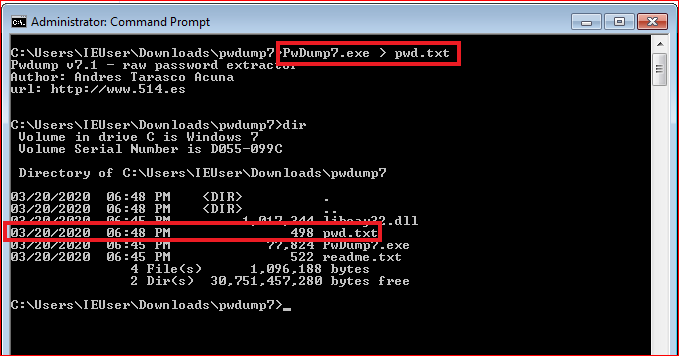 Administrator: Command Prompt
C:\Users\IEUser\Downloads\pwdump7>PwDump7.exe > pwd.txt
Pwdump v7.1 - raw password extractor
Author: Andres Tarasco Acuna
url: http://www.514.es
C:\Users\IEUser\Downloads\pwdump7>dir
Volume in drive C is Windows 7
Volume Serial Number is D055-099C
Directory of C:\Users\IEUser\Downloads\pwdump7
03/20/2020 06:48 PM <DIR> .
03/20/2020 06:48 PM <DIR> ..
03/20/2020 06:45 PM 1,017,344 libeay32.dll
03/20/2020 06:48 PM 498 pwd.txt
03/20/2020 06:45 PM 77,824 PwDump7.exe
03/20/2020 06:45 PM 522 readme.txt
4 File(s) 1,096,188 bytes
2 Dir(s) 30,751,457,280 bytes free
C:\Users\IEUser\Downloads\pwdump7>_